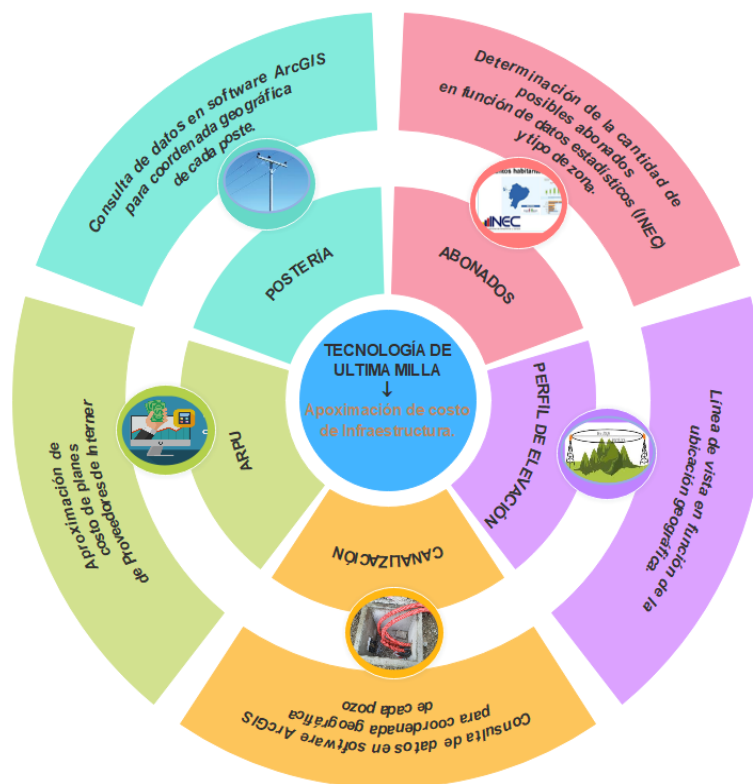 TECNOLOGÍA DE
ULTIMA MILLA
↓
Apoximación de costo
de Infraestructura.
POSTERÍA
Consulta de datos en software ArcGIS
para coordenada geográfica
de cada poste.
ABONADOS
Determinación de la cantidad de
posibles abonados
en función de datos estadísticos (INEC)
y tipo de zona.
INEC
PERFIL DE ELEVACIÓN
Línea de vista en función de la
ubicación geográfica.
CANALIZACIÓN
Consulta de datos en software ArcGIS
para coordenada geográfica
de cada pozo
ARPU
Aproximación de
costo de planes
de Proveedores de Interner